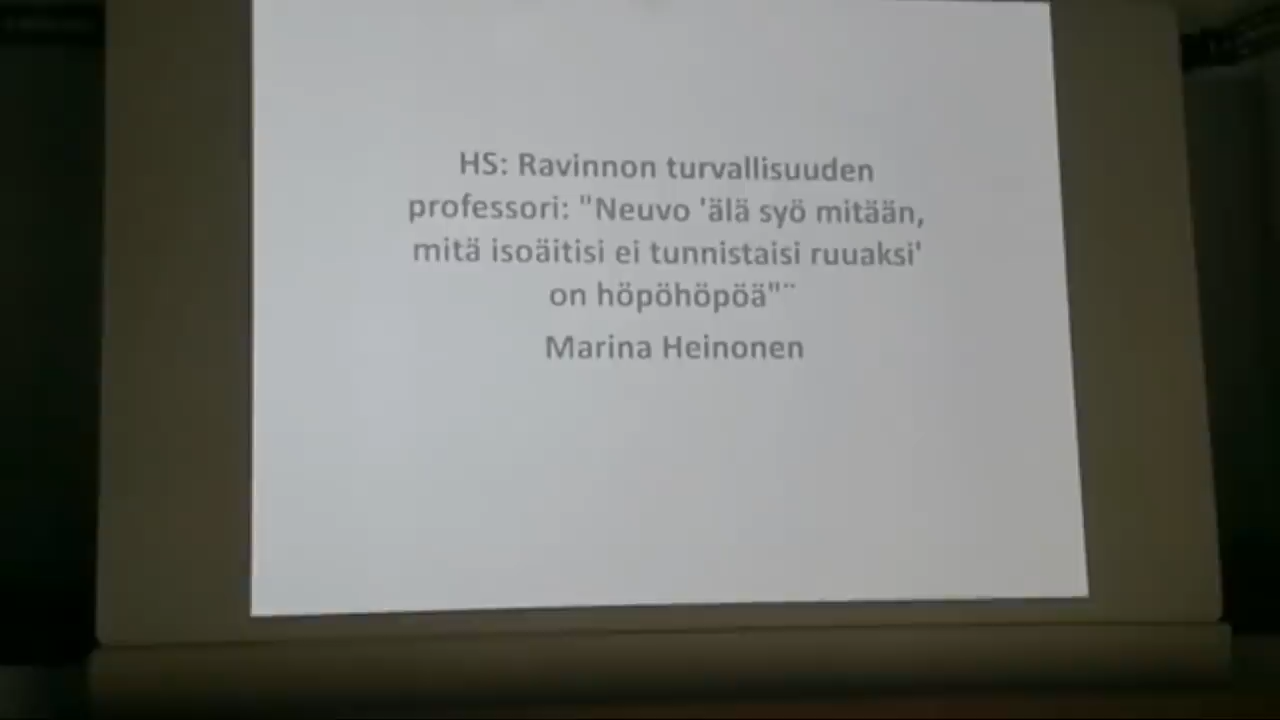 HS: Ravinnon turvallisuuden
professori: "Neuvo 'älä syö mitään,
mitä isoäitisi ei tunnistaisi ruuaksi'
on höpöhöpöä"¨
Marina Heinonen